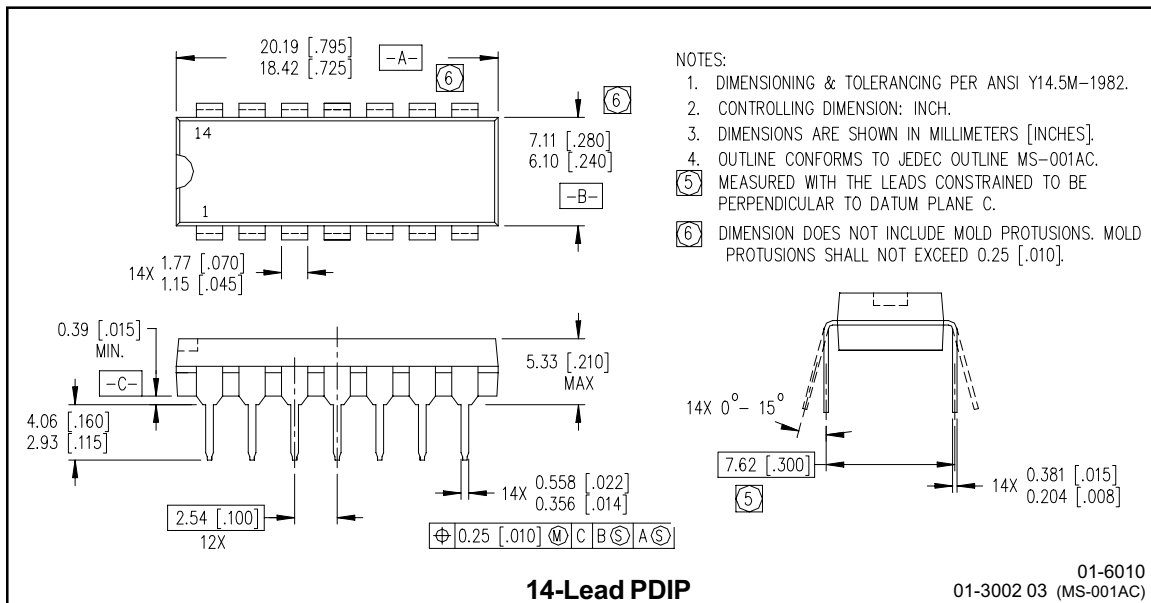 20.19 [.795]
18.42 [.725]
-A-
6
6
14
1
7.11 [.280]
6.10 [.240]
-B-
14X 1.77 [.070]
1.15 [.045]
NOTES:
1. DIMENSIONING & TOLERANCING PER ANSI Y14.5M-1982.
2. CONTROLLING DIMENSION: INCH.
3. DIMENSIONS ARE SHOWN IN MILLIMETERS [INCHES].
4. OUTLINE CONFORMS TO JEDEC OUTLINE MS-001AC.
5 MEASURED WITH THE LEADS CONSTRAINED TO BE
PERPENDICULAR TO DATUM PLANE C.
6 DIMENSION DOES NOT INCLUDE MOLD PROTUSIONS. MOLD
PROTUSIONS SHALL NOT EXCEED 0.25 [.010].
0.39 [.015]
MIN.
-C-
4.06 [.160]
2.93 [.115]
5.33 [.210]
MAX
2.54 [.100]
12X
14X 0.558 [.022]
0.356 [.014]
⌖ 0.25 [.010] Ⓜ C B Ⓢ A Ⓢ
14X 0°- 15°
7.62 [.300]
5
14X 0.381 [.015]
0.204 [.008]
14-Lead PDIP
01-6010
01-3002 03 (MS-001AC)